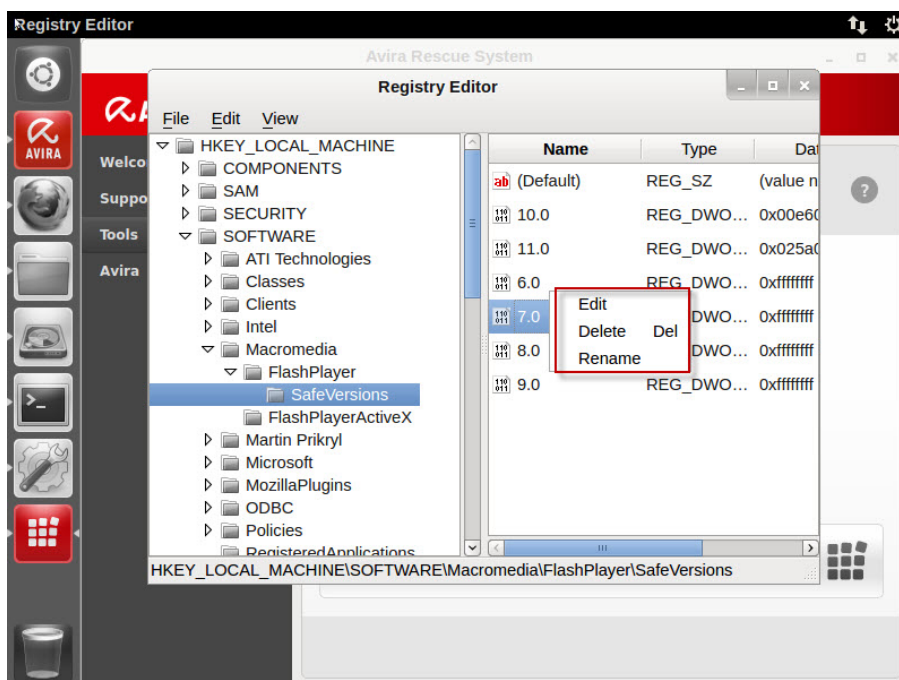 Registry Editor
Avira Rescue System
Registry Editor
File Edit View
AVIRA
Welco
Suppo
Tools
Avira
HKEY_LOCAL_MACHINE
COMPONENTS
SAM
SECURITY
SOFTWARE
ATI Technologies
Classes
Clients
Intel
Macromedia
FlashPlayer
SafeVersions
FlashPlayerActiveX
Martin Prikryl
Microsoft
MozillaPlugins
ODBC
Policies
RegisteredApplications
Name Type Dat
(Default) REG_SZ (value n
10.0 REG_DWO... 0x00e60
11.0 REG_DWO... 0x025a0
6.0 REG_DWO... 0xffffffff
7.0 DWO... 0xffffffff
8.0 DWO... 0xffffffff
9.0 REG_DWO... 0xffffffff
Edit
Delete Del
Rename
HKEY_LOCAL_MACHINE\SOFTWARE\Macromedia\FlashPlayer\SafeVersions